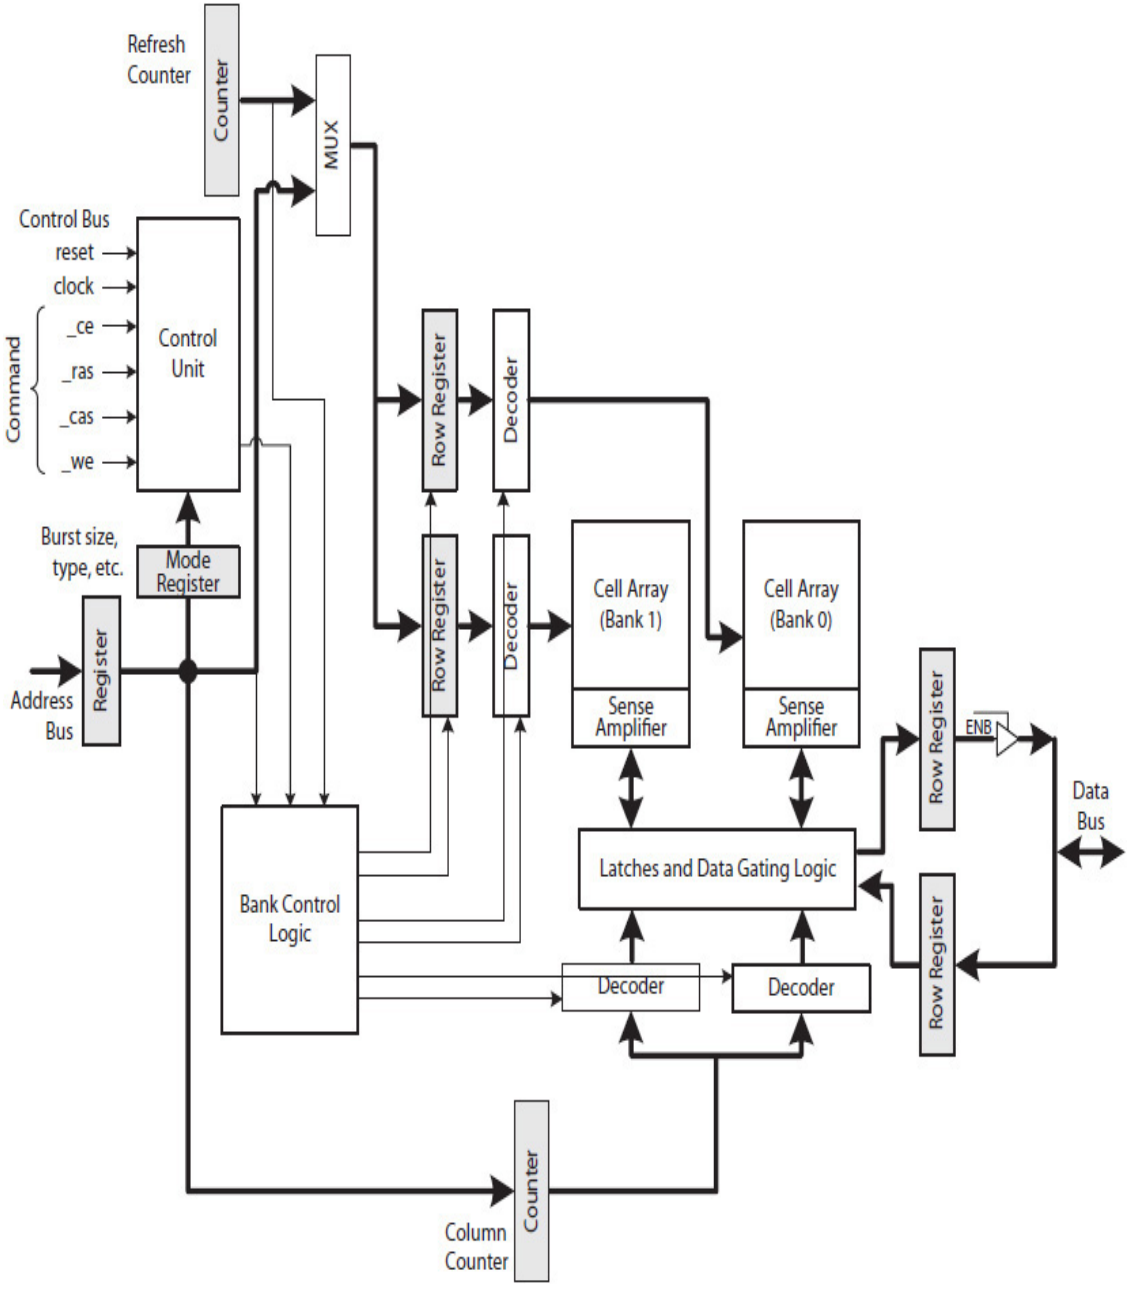 Refresh
Counter
Counter
MUX
Control Bus
reset
clock
_ce
_ras
_cas
_we
Command
Control
Unit
Row Register
Decoder
Burst size,
type, etc.
Mode
Register
Row Register
Decoder
Cell Array
(Bank 1)
Cell Array
(Bank 0)
Register
Address
Bus
Sense
Amplifier
Sense
Amplifier
Row Register
ENB
Data
Bus
Latches and Data Gating Logic
Bank Control
Logic
Row Register
Decoder
Decoder
Counter
Column
Counter